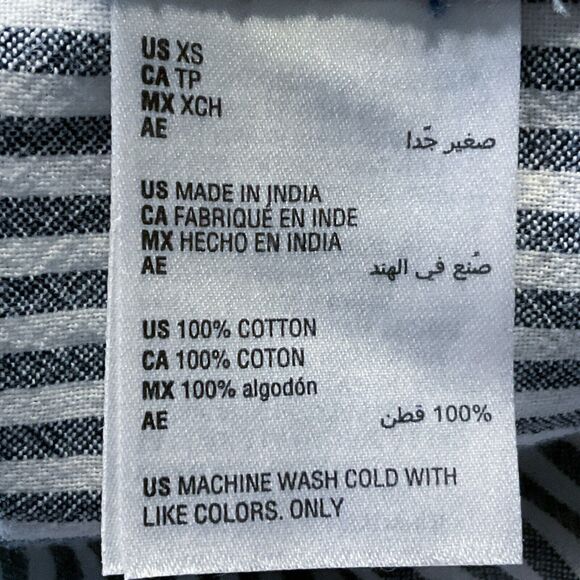 US XS
CA TP
MX XCH
AE صغير جّدا
US MADE IN INDIA
CA FABRIQUÉ EN INDE
MX HECHO EN INDIA
AE صُنع في الهند
US 100% COTTON
CA 100% COTON
MX 100% algodón
AE 100% قطن
US MACHINE WASH COLD WITH
LIKE COLORS. ONLY